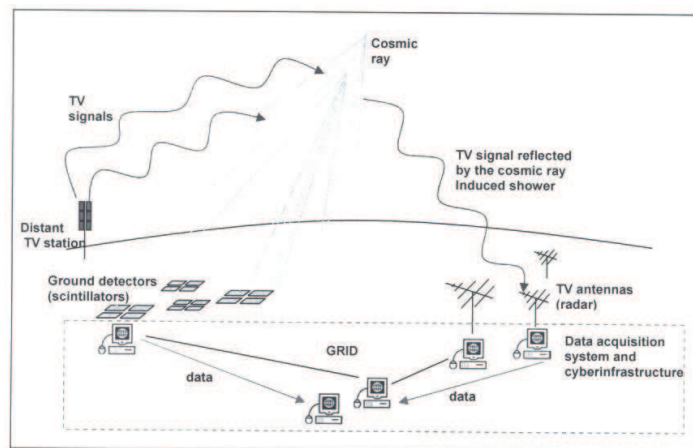 Cosmic
ray
TV
signals
TV signal reflected
by the cosmic ray
Induced shower
Distant
TV station
Ground detectors
(scintillators)
TV antennas
(radar)
GRID
Data acquisition
system and
cyberinfrastructure
data
data